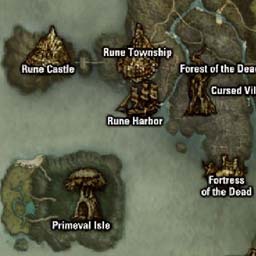 Rune Township
Rune Castle
Forest of the Dea
Cursed Vil
Rune Harbor
Fortress
of the Dead
Primeval Isle